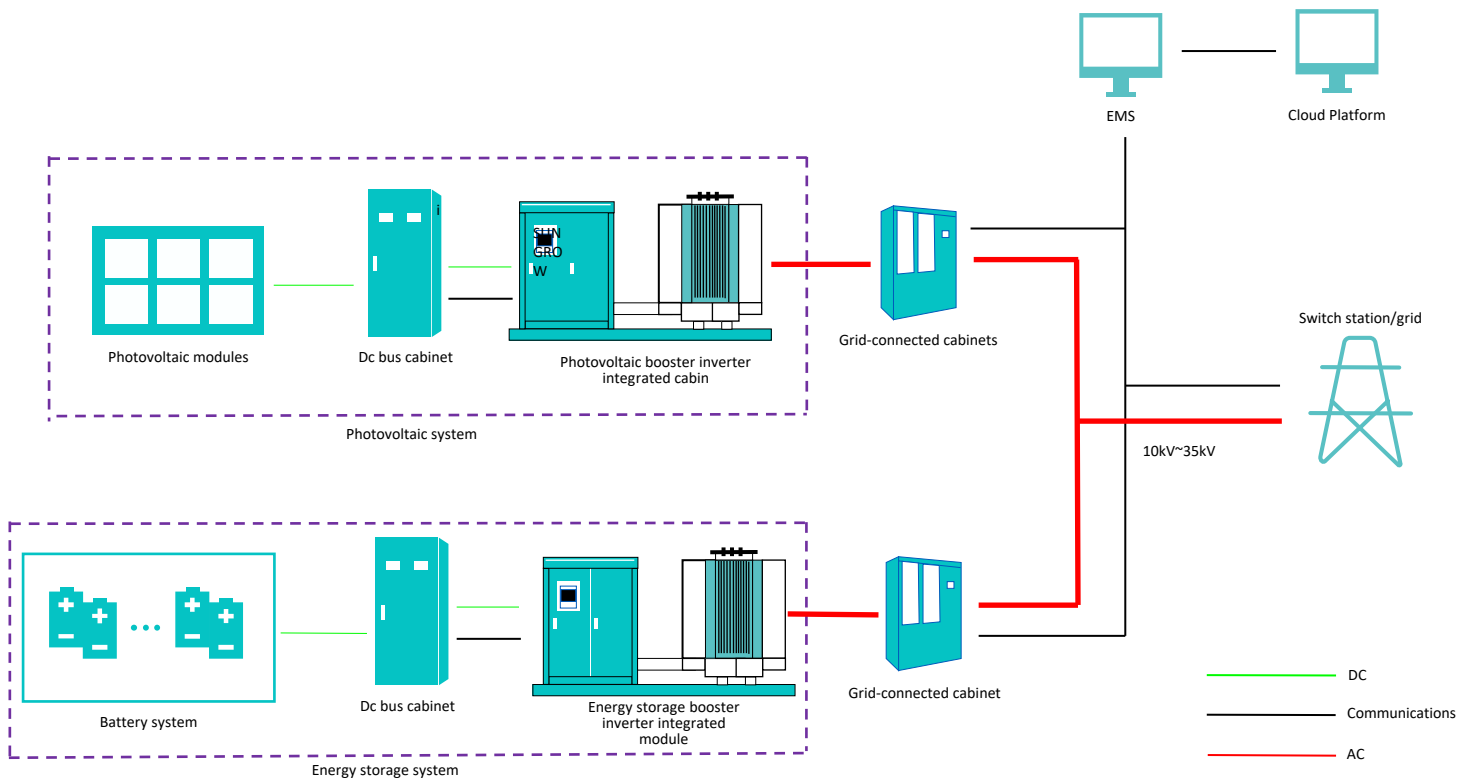 EMS
Cloud Platform
i
SUN
GRO
W
Photovoltaic modules
Dc bus cabinet
Photovoltaic booster inverter
integrated cabin
Grid-connected cabinets
Switch station/grid
Photovoltaic system
10kV~35kV
Battery system
Dc bus cabinet
Energy storage booster
inverter integrated
module
Grid-connected cabinet
Energy storage system
DC
Communications
AC